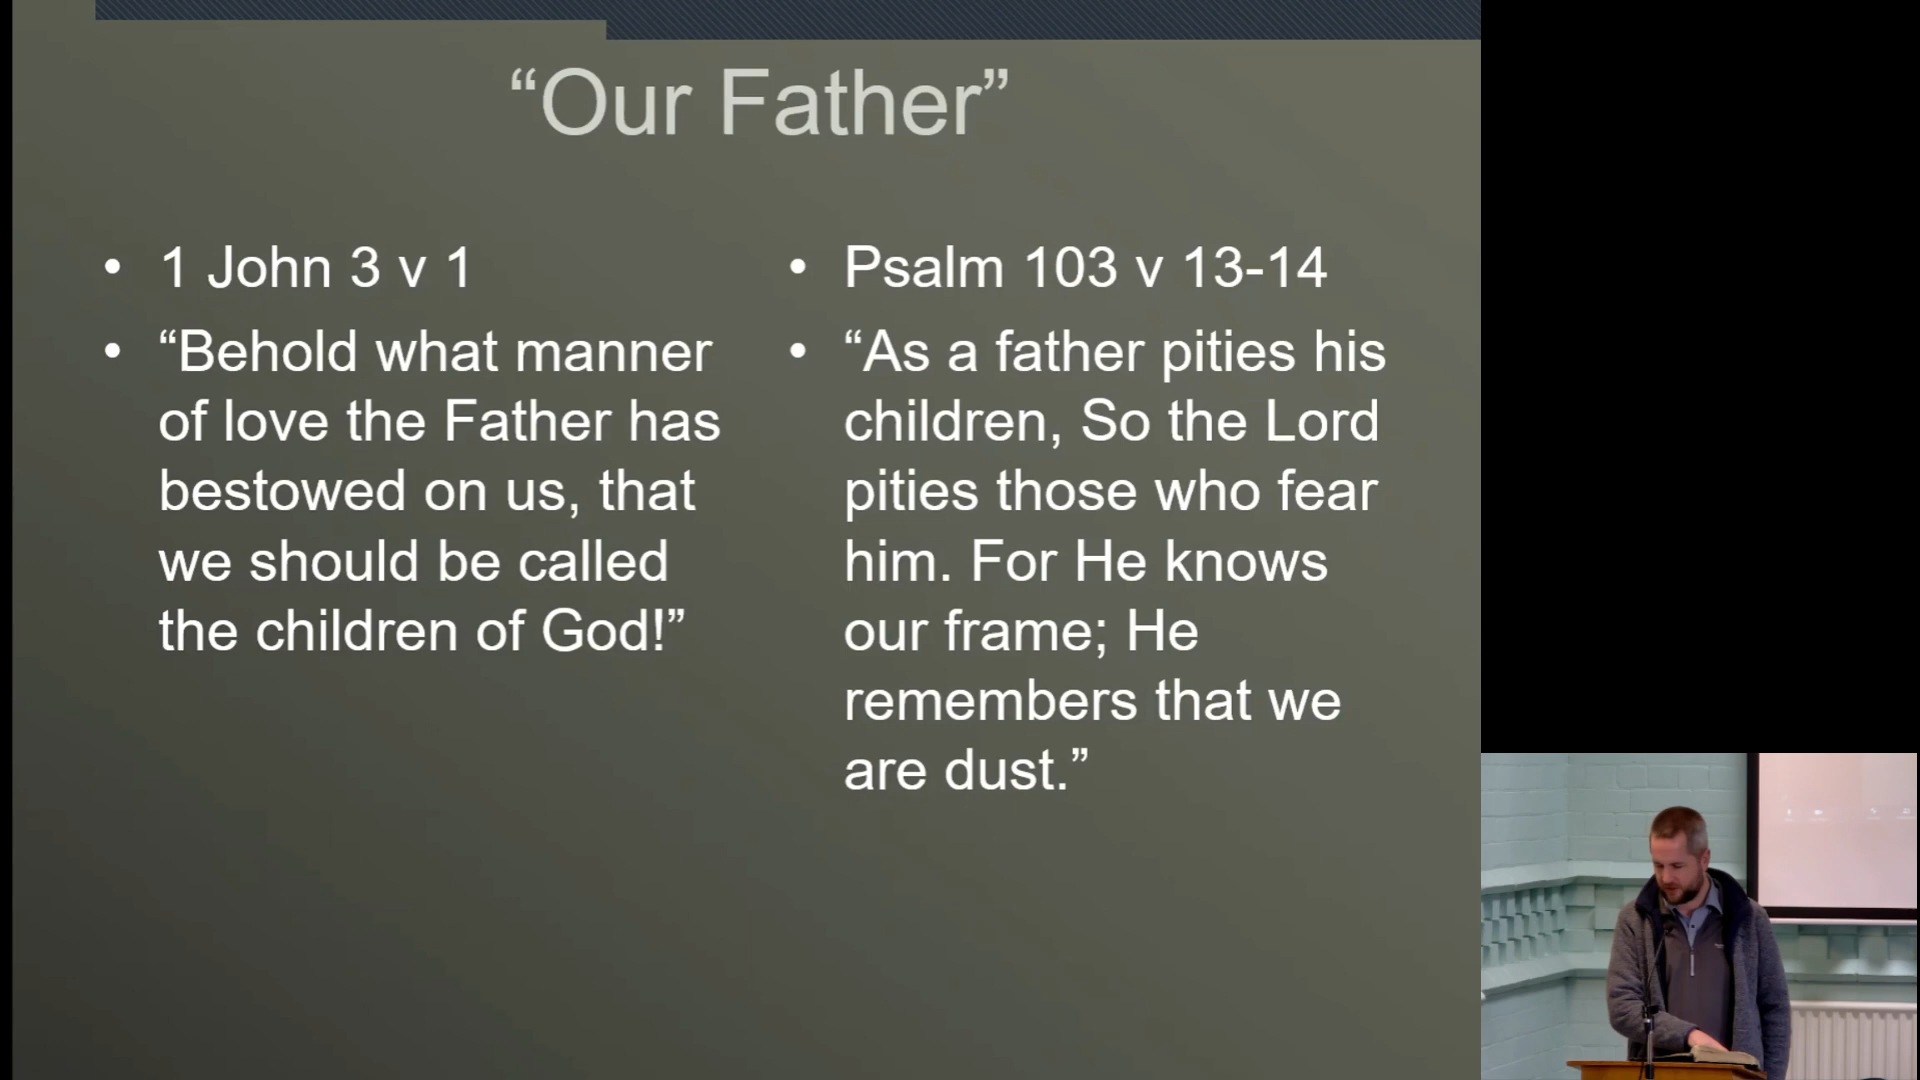 “Our Father”
• 1 John 3 v 1
• “Behold what manner
of love the Father has
bestowed on us, that
we should be called
the children of God!”
• Psalm 103 v 13-14
• “As a father pities his
children, So the Lord
pities those who fear
him. For He knows
our frame; He
remembers that we
are dust.”